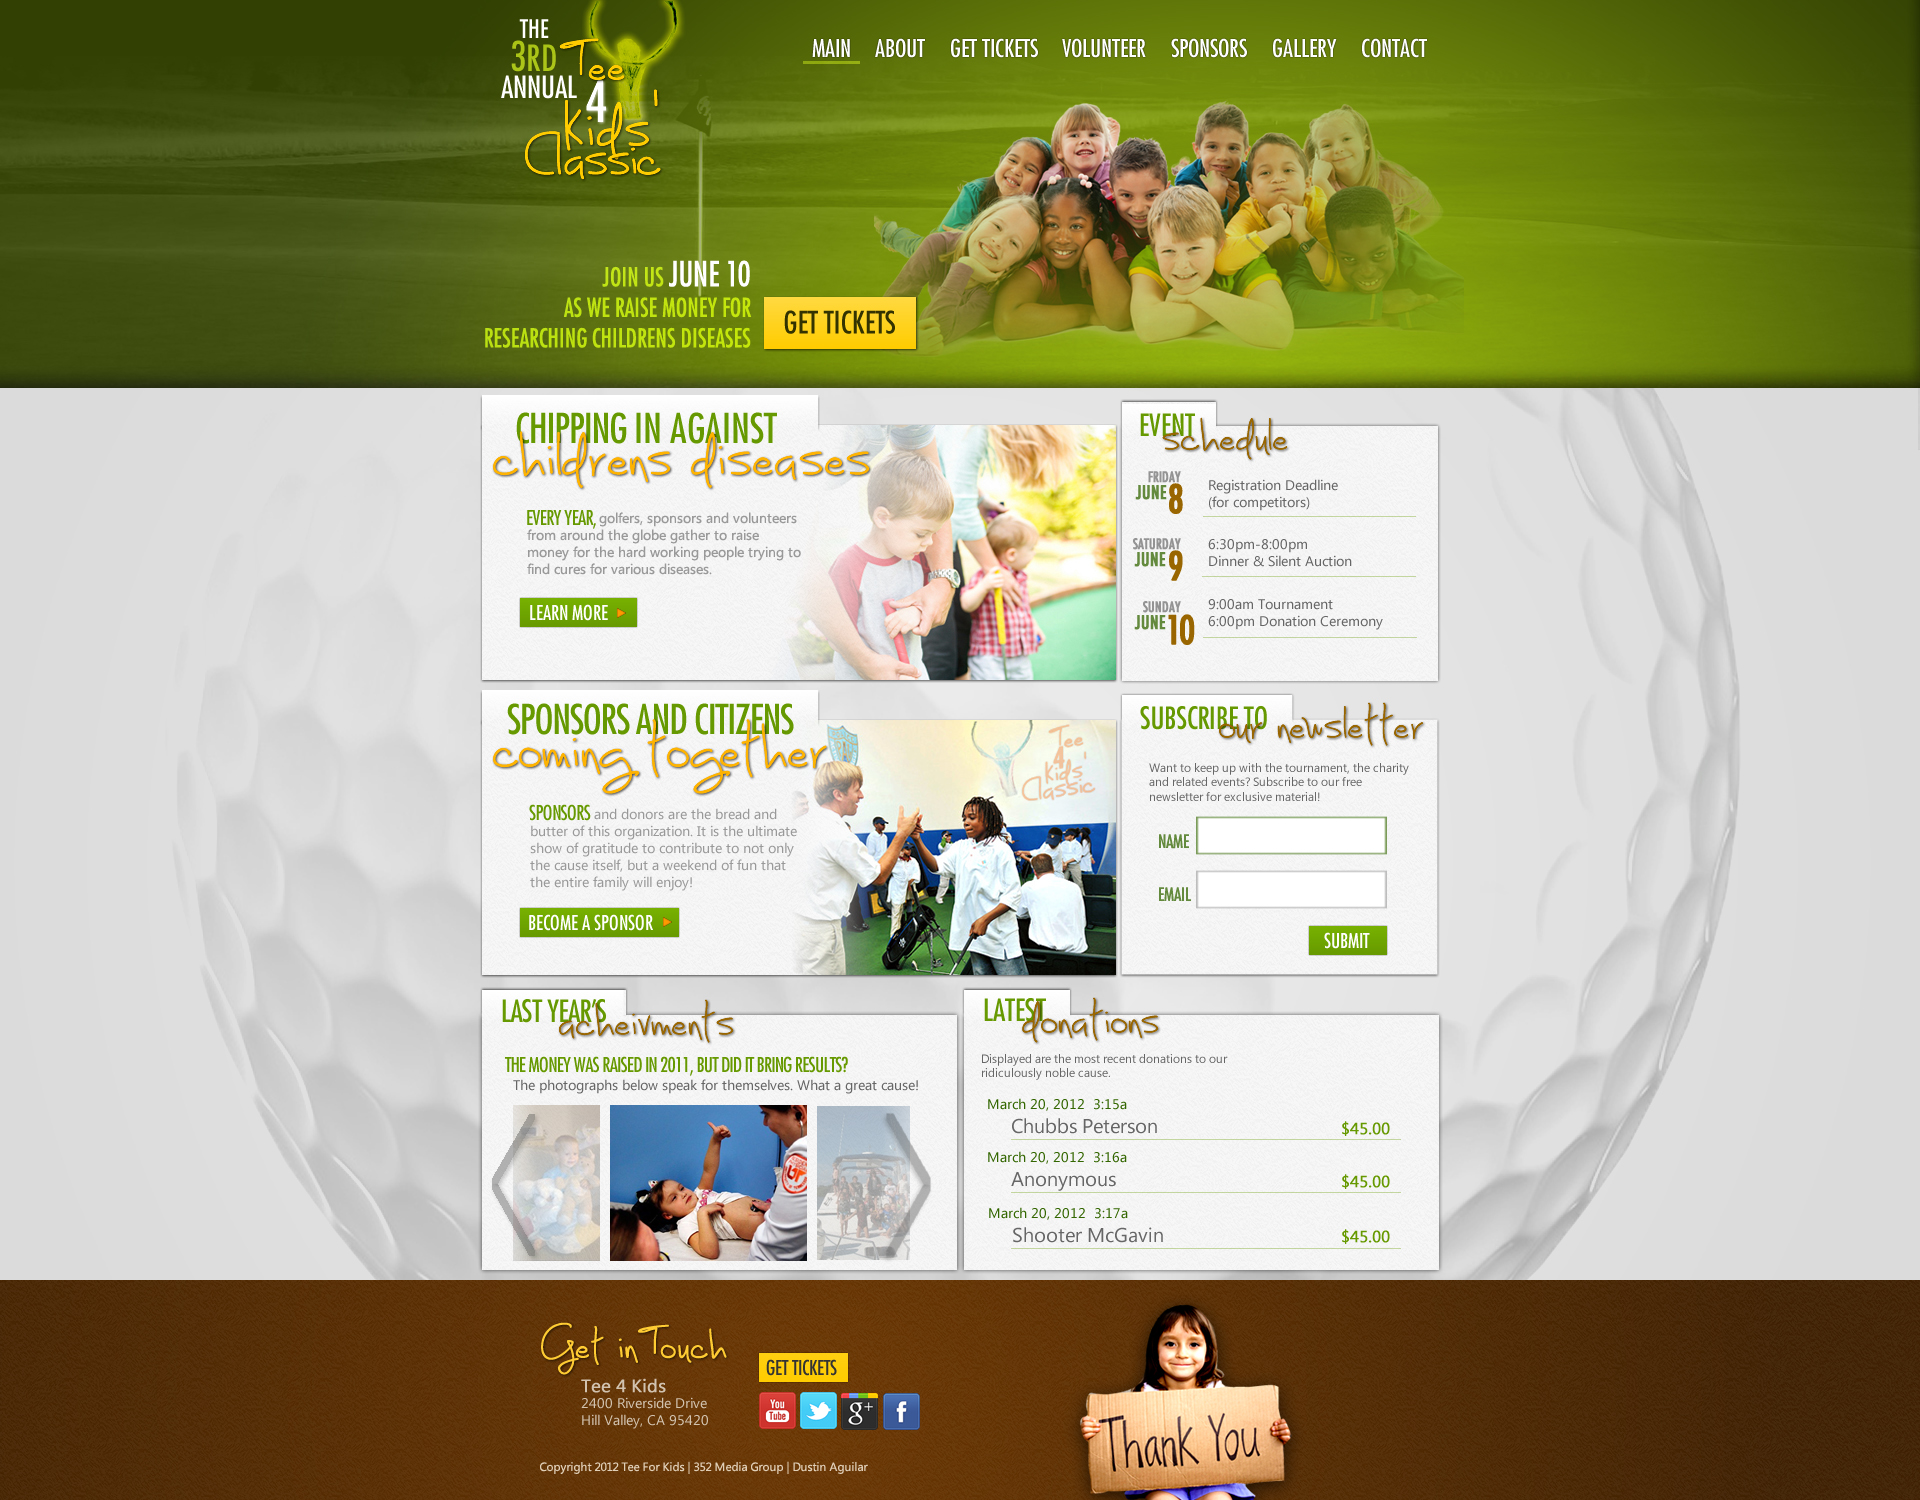 THE
3RD
ANNUAL
Tee
4
Kids'
Classic
MAIN ABOUT GET TICKETS VOLUNTEER SPONSORS GALLERY CONTACT
JOIN US JUNE 10
AS WE RAISE MONEY FOR
RESEARCHING CHILDRENS DISEASES
GET TICKETS
CHIPPING IN AGAINST
childrens diseases
EVERY YEAR, golfers, sponsors and volunteers
from around the globe gather to raise
money for the hard working people trying to
find cures for various diseases.
LEARN MORE
EVENT
schedule
FRIDAY
JUNE 8
Registration Deadline
(for competitors)
SATURDAY
JUNE 9
6:30pm-8:00pm
Dinner & Silent Auction
SUNDAY
JUNE 10
9:00am Tournament
6:00pm Donation Ceremony
SPONSORS AND CITIZENS
coming together
SPONSORS and donors are the bread and
butter of this organization. It is the ultimate
show of gratitude to contribute to not only
the cause itself, but a weekend of fun that
the entire family will enjoy!
BECOME A SPONSOR
Tee
4
Kids'
Classic
SUBSCRIBE TO
our newsletter
Want to keep up with the tournament, the charity
and related events? Subscribe to our free
newsletter for exclusive material!
NAME
EMAIL
SUBMIT
LAST YEAR'S
acheivments
THE MONEY WAS RAISED IN 2011, BUT DID IT BRING RESULTS?
The photographs below speak for themselves. What a great cause!
LATEST
donations
Displayed are the most recent donations to our
ridiculously noble cause.
March 20, 2012 3:15a
Chubbs Peterson $45.00
March 20, 2012 3:16a
Anonymous $45.00
March 20, 2012 3:17a
Shooter McGavin $45.00
Get in Touch
Tee 4 Kids
2400 Riverside Drive
Hill Valley, CA 95420
GET TICKETS
You
Tube
g+
f
Copyright 2012 Tee For Kids | 352 Media Group | Dustin Aguilar
Thank You